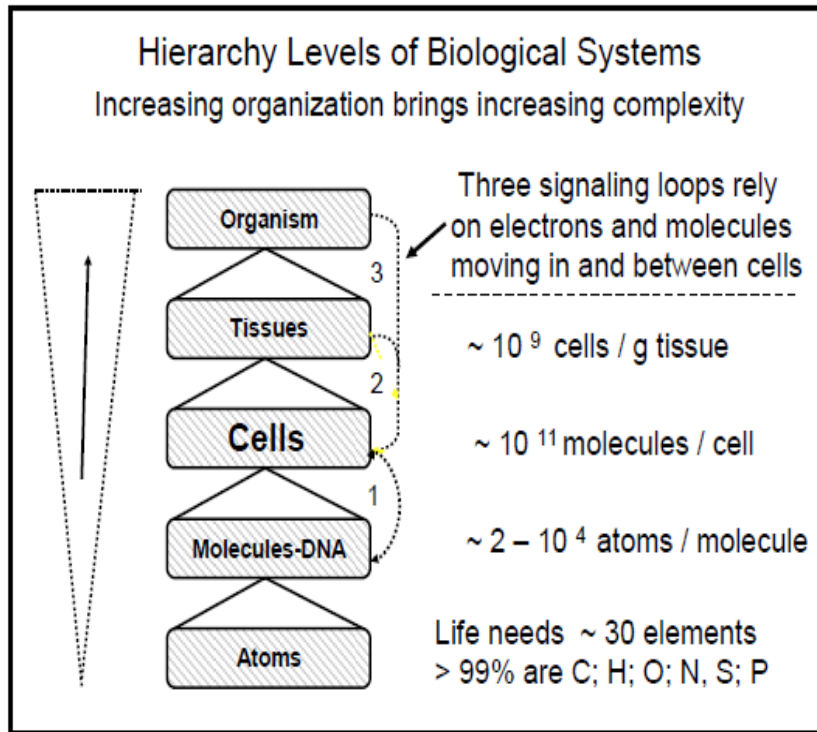 Hierarchy Levels of Biological Systems
Increasing organization brings increasing complexity
Organism
Tissues
Cells
Molecules-DNA
Atoms
3
2
1
Three signaling loops rely
on electrons and molecules
moving in and between cells
~ 10 9 cells / g tissue
~ 10 11 molecules / cell
~ 2 – 10 4 atoms / molecule
Life needs ~ 30 elements
> 99% are C; H; O; N, S; P